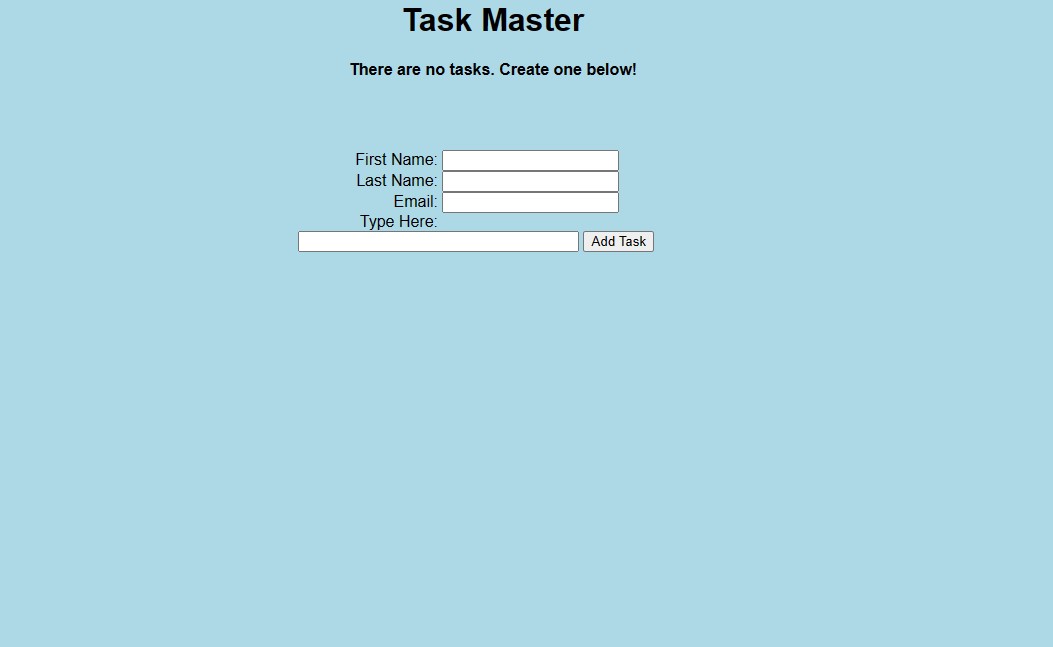 Task Master
There are no tasks. Create one below!
First Name:
Last Name:
Email:
Type Here:
Add Task